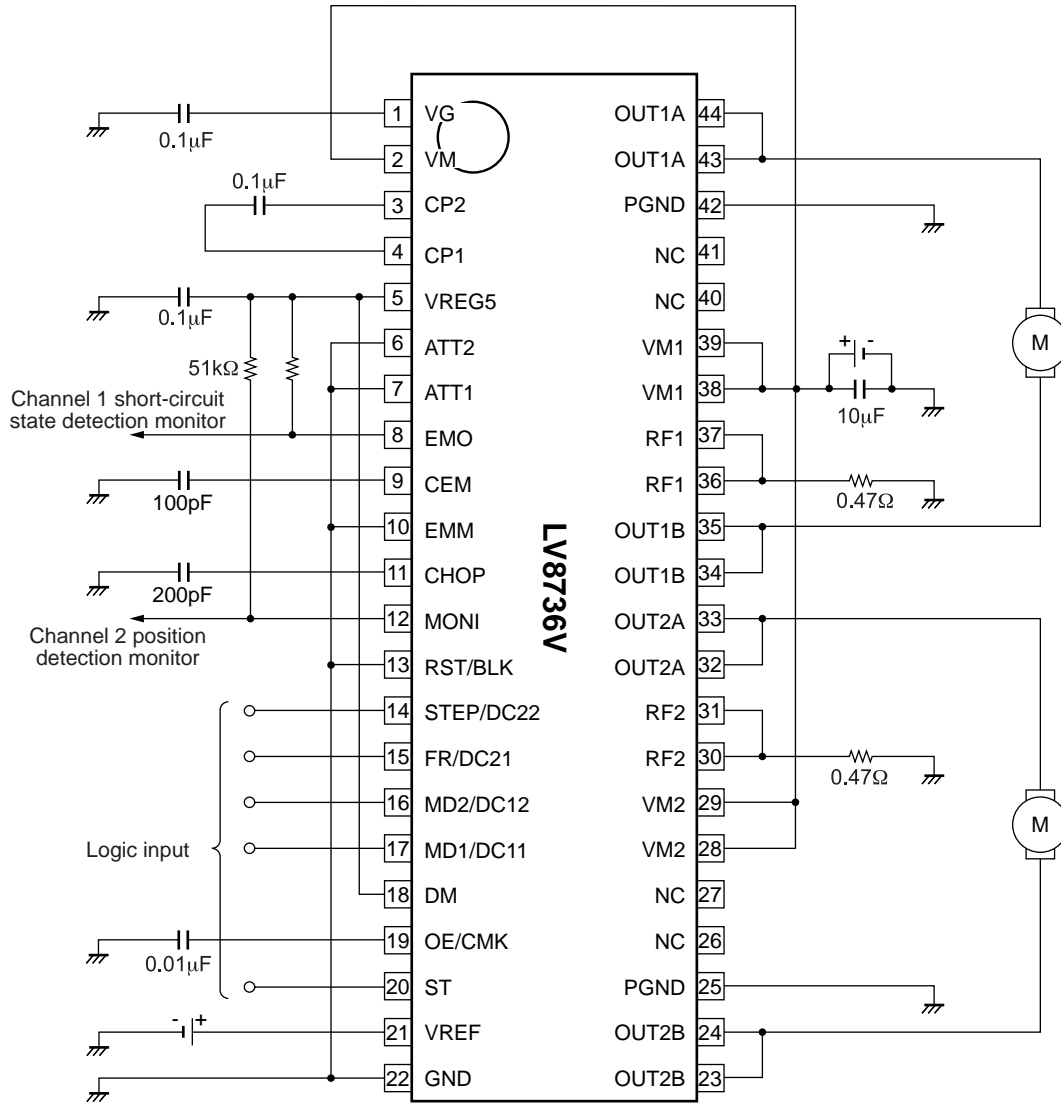 1 VG
2 VM
3 CP2
4 CP1
5 VREG5
6 ATT2
7 ATT1
8 EMO
9 CEM
10 EMM
11 CHOP
12 MONI
13 RST/BLK
14 STEP/DC22
15 FR/DC21
16 MD2/DC12
17 MD1/DC11
18 DM
19 OE/CMK
20 ST
21 VREF
22 GND
0.1μF
0.1μF
0.1μF
51kΩ
Channel 1 short-circuit
state detection monitor
100pF
200pF
Channel 2 position
detection monitor
Logic input
0.01μF
- +
LV8736V
OUT1A 44
OUT1A 43
PGND 42
NC 41
NC 40
VM1 39
VM1 38
RF1 37
RF1 36
OUT1B 35
OUT1B 34
OUT2A 33
OUT2A 32
RF2 31
RF2 30
VM2 29
VM2 28
NC 27
NC 26
PGND 25
OUT2B 24
OUT2B 23
M
+ -
10μF
0.47Ω
0.47Ω
M